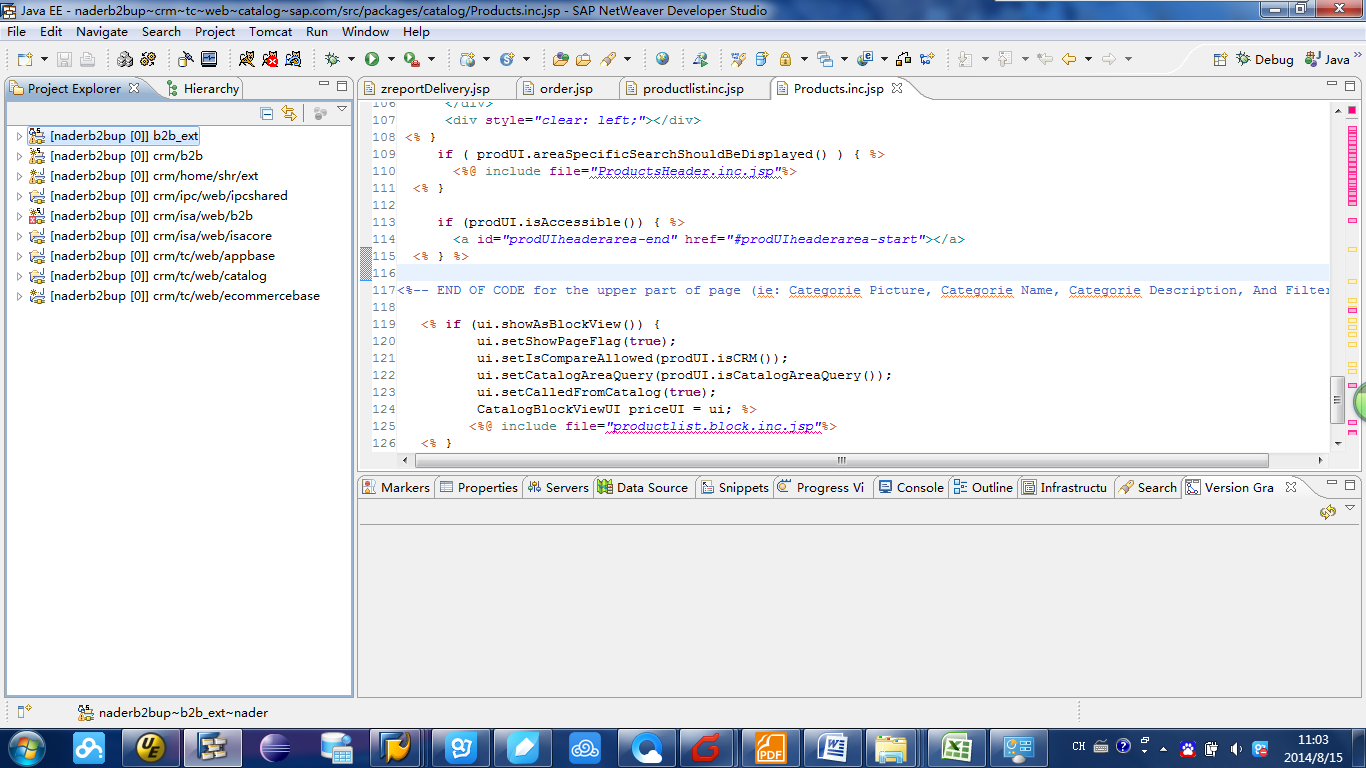 Java EE - naderb2bup~crm~tc~web~catalog~sap.com/src/packages/catalog/Products.inc.jsp - SAP NetWeaver Developer Studio
File Edit Navigate Search Project Tomcat Run Window Help
Debug Java »
Project Explorer Hierarchy
[naderb2bup [0]] b2b_ext
[naderb2bup [0]] crm/b2b
[naderb2bup [0]] crm/home/shr/ext
[naderb2bup [0]] crm/ipc/web/ipcshared
[naderb2bup [0]] crm/isa/web/b2b
[naderb2bup [0]] crm/isa/web/isacore
[naderb2bup [0]] crm/tc/web/appbase
[naderb2bup [0]] crm/tc/web/catalog
[naderb2bup [0]] crm/tc/web/ecommercebase
zreportDelivery.jsp order.jsp productlist.inc.jsp Products.inc.jsp
106 </div>
107 <div style="clear: left;"></div>
108 <% }
109 if ( prodUI.areaSpecificSearchShouldBeDisplayed() ) { %>
110 <%@ include file="ProductsHeader.inc.jsp"%>
111 <% }
112
113 if (prodUI.isAccessible()) { %>
114 <a id="prodUIheaderarea-end" href="#prodUIheaderarea-start"></a>
115 <% } %>
116
117 <%-- END OF CODE for the upper part of page (ie: Categorie Picture, Categorie Name, Categorie Description, And Filter
118
119 <% if (ui.showAsBlockView()) {
120 ui.setShowPageFlag(true);
121 ui.setIsCompareAllowed(prodUI.isCRM());
122 ui.setCatalogAreaQuery(prodUI.isCatalogAreaQuery());
123 ui.setCalledFromCatalog(true);
124 CatalogBlockViewUI priceUI = ui; %>
125 <%@ include file="productlist.block.inc.jsp"%>
126 <% }
Markers Properties Servers Data Source Snippets Progress Vi Console Outline Infrastructu Search Version Gra
naderb2bup~b2b_ext~nader
CH 11:03
2014/8/15